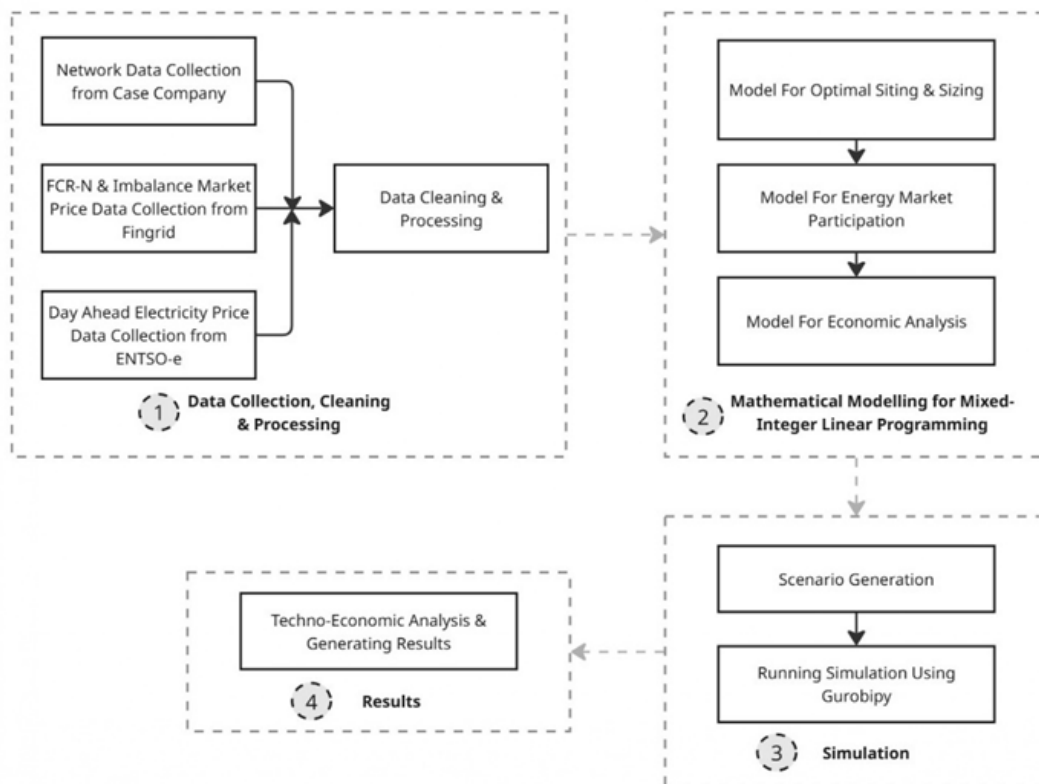 Network Data Collection
from Case Company
FCR-N & Imbalance Market
Price Data Collection from
Fingrid
Day Ahead Electricity Price
Data Collection from
ENTSO-e
Data Cleaning &
Processing
1
Data Collection, Cleaning
& Processing
Model For Optimal Siting & Sizing
Model For Energy Market
Participation
Model For Economic Analysis
2
Mathematical Modelling for Mixed-
Integer Linear Programming
Scenario Generation
Running Simulation Using
Gurobipy
3
Simulation
Techno-Economic Analysis &
Generating Results
4
Results